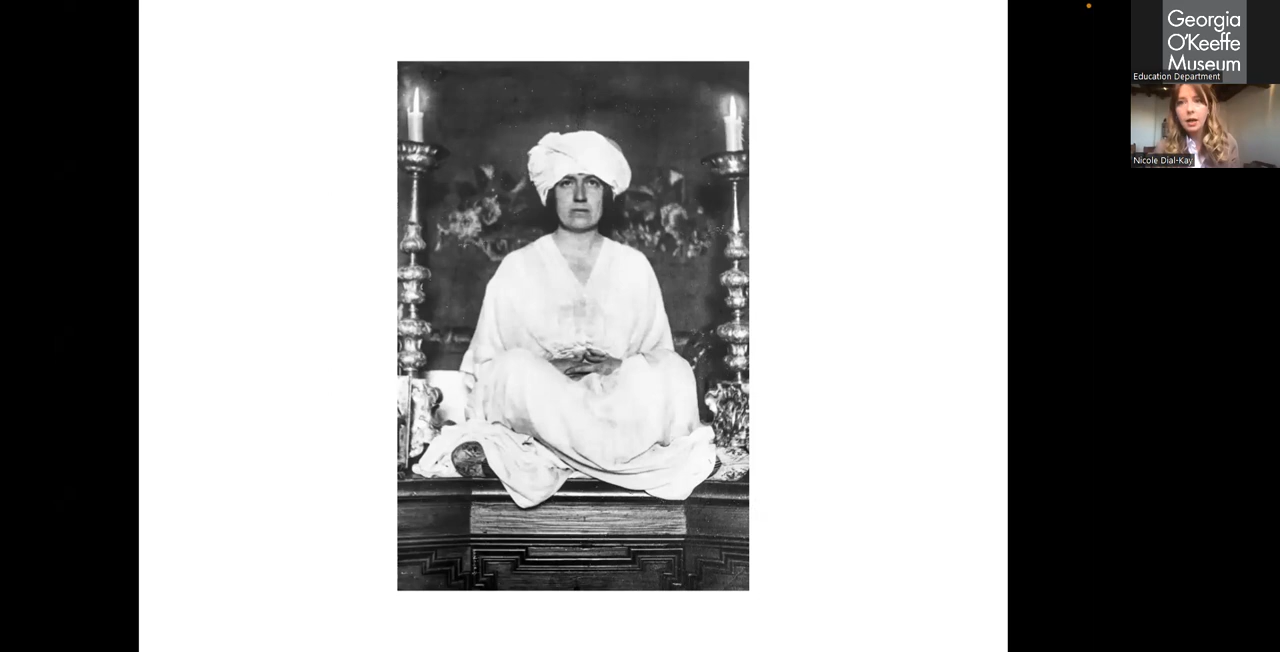 Georgia
O'Keeffe
Museum
Education Department
Nicole Dial-Kay